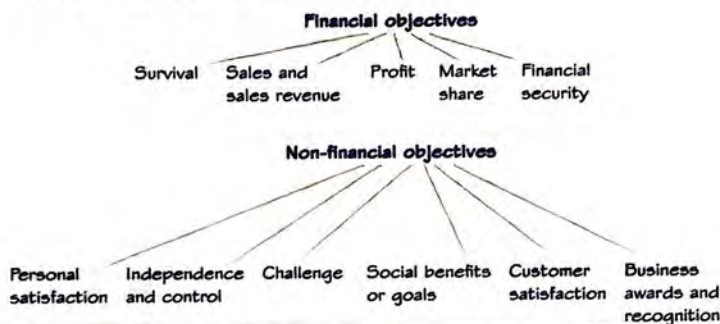 Financial objectives
Survival
Sales and
sales revenue
Profit
Market
share
Financial
security
Non-financial objectives
Personal
satisfaction
Independence
and control
Challenge
Social benefits
or goals
Customer
satisfaction
Business
awards and
recognition